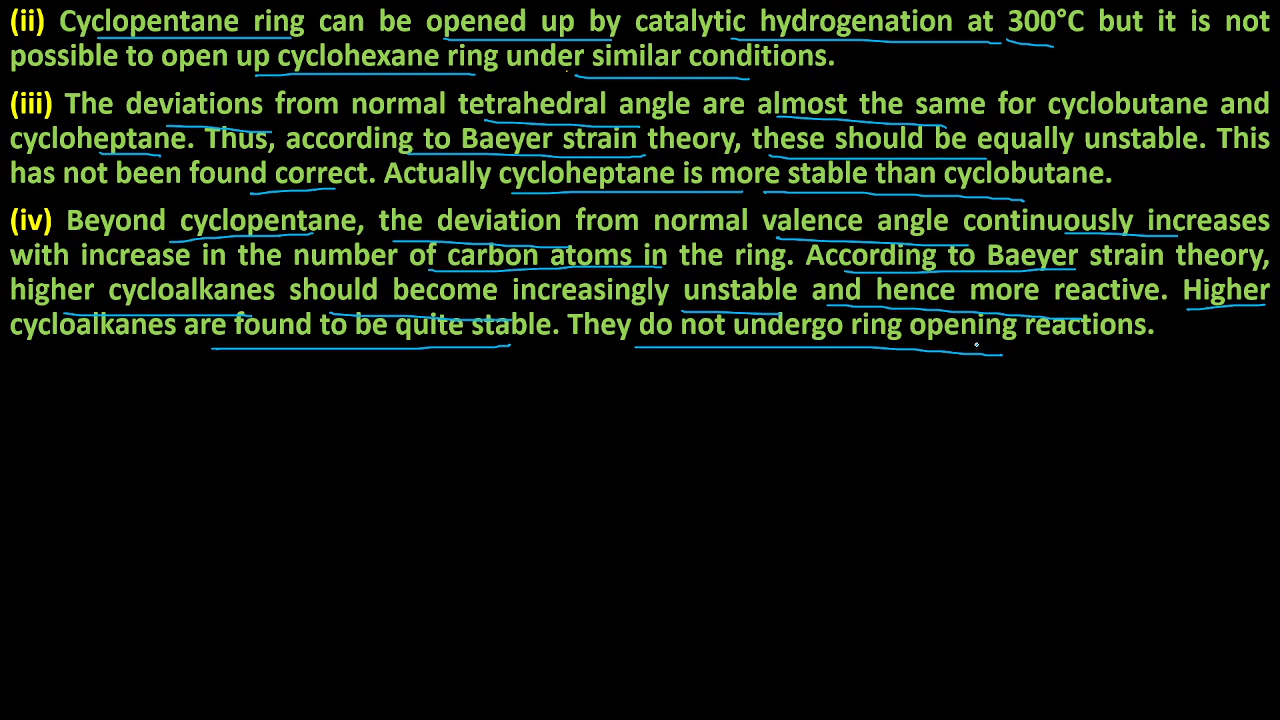 (ii) Cyclopentane ring can be opened up by catalytic hydrogenation at 300°C but it is not
possible to open up cyclohexane ring under similar conditions.
(iii) The deviations from normal tetrahedral angle are almost the same for cyclobutane and
cycloheptane. Thus, according to Baeyer strain theory, these should be equally unstable. This
has not been found correct. Actually cycloheptane is more stable than cyclobutane.
(iv) Beyond cyclopentane, the deviation from normal valence angle continuously increases
with increase in the number of carbon atoms in the ring. According to Baeyer strain theory,
higher cycloalkanes should become increasingly unstable and hence more reactive. Higher
cycloalkanes are found to be quite stable. They do not undergo ring opening reactions.